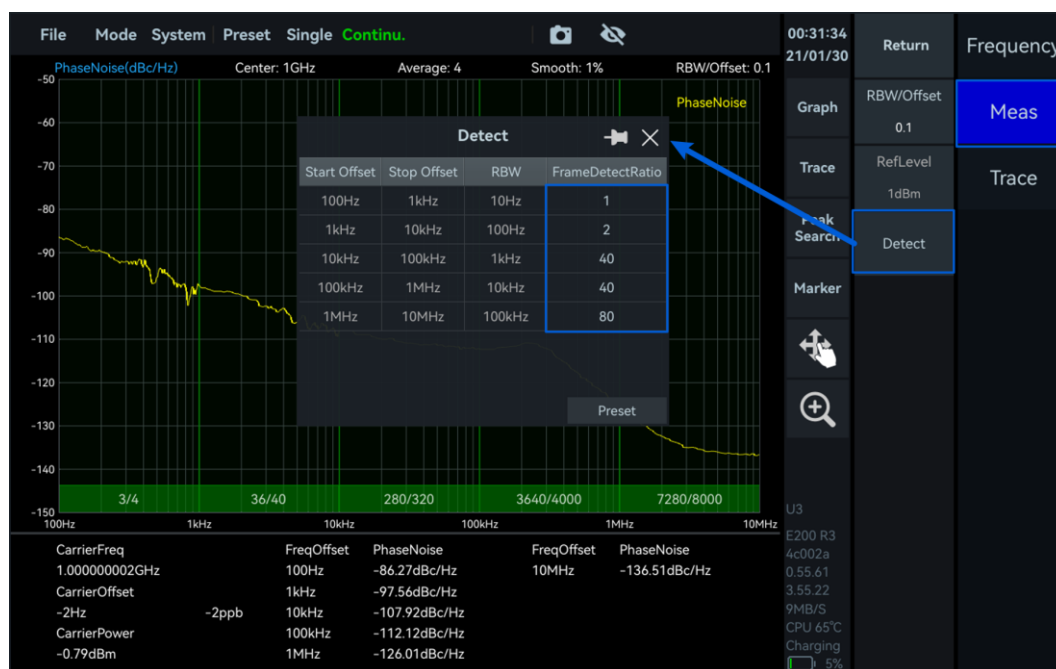 File Mode System Preset Single Continu.
PhaseNoise(dBc/Hz) Center: 1GHz Average: 4 Smooth: 1% RBW/Offset: 0.1
PhaseNoise
-50
-60
-70
-80
-90
-100
-110
-120
-130
-140
-150
Detect
Start Offset Stop Offset RBW FrameDetectRatio
100Hz 1kHz 10Hz 1
1kHz 10kHz 100Hz 2
10kHz 100kHz 1kHz 40
100kHz 1MHz 10kHz 40
1MHz 10MHz 100kHz 80
Preset
3/4 36/40 280/320 3640/4000 7280/8000
100Hz 1kHz 10kHz 100kHz 1MHz 10MHz
CarrierFreq FreqOffset PhaseNoise FreqOffset PhaseNoise
1.000000002GHz 100Hz -86.27dBc/Hz 10MHz -136.51dBc/Hz
CarrierOffset 1kHz -97.56dBc/Hz
-2Hz -2ppb 10kHz -107.92dBc/Hz
CarrierPower 100kHz -112.12dBc/Hz
-0.79dBm 1MHz -126.01dBc/Hz
00:31:34
21/01/30
Graph
Trace
Peak
Search
Marker
U3
E200 R3
4c002a
0.55.61
3.55.22
9MB/S
CPU 65°C
Charging
5%
Return
RBW/Offset
0.1
RefLevel
1dBm
Detect
Frequency
Meas
Trace